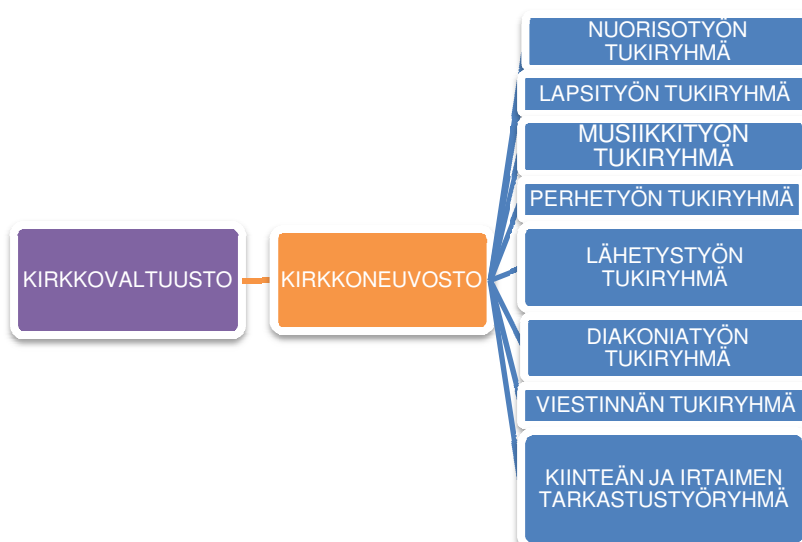 KIRKKOVALTUUSTO
KIRKKONEUVOSTO
NUORISOTYÖN
TUKIRYHMÄ
LAPSITYÖN TUKIRYHMÄ
MUSIIKKITYÖN
TUKIRYHMÄ
PERHETYÖN TUKIRYHMÄ
LÄHETYSTYÖN
TUKIRYHMÄ
DIAKONIATYÖN
TUKIRYHMÄ
VIESTINNÄN TUKIRYHMÄ
KIINTEÄN JA IRTAIMEN
TARKASTUSTYÖRYHMÄ